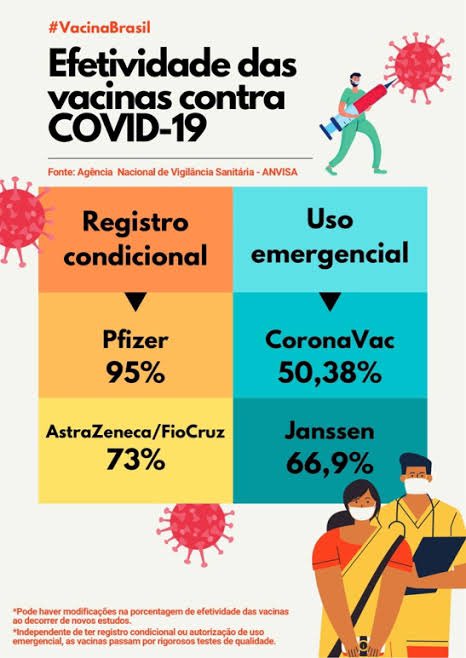 #VacinaBrasil
Efetividade das
vacinas contra
COVID-19
Fonte: Agência Nacional de Vigilância Sanitária - ANVISA
Registro
condicional
Uso
emergencial
Pfizer
95%
CoronaVac
50,38%
AstraZeneca/FioCruz
73%
Janssen
66,9%
*Pode haver modificações na porcentagem de efetividade das vacinas
ao decorrer de novos estudos.
*Independente de ter registro condicional ou autorização de uso
emergencial, as vacinas passam por rigorosos testes de qualidade.